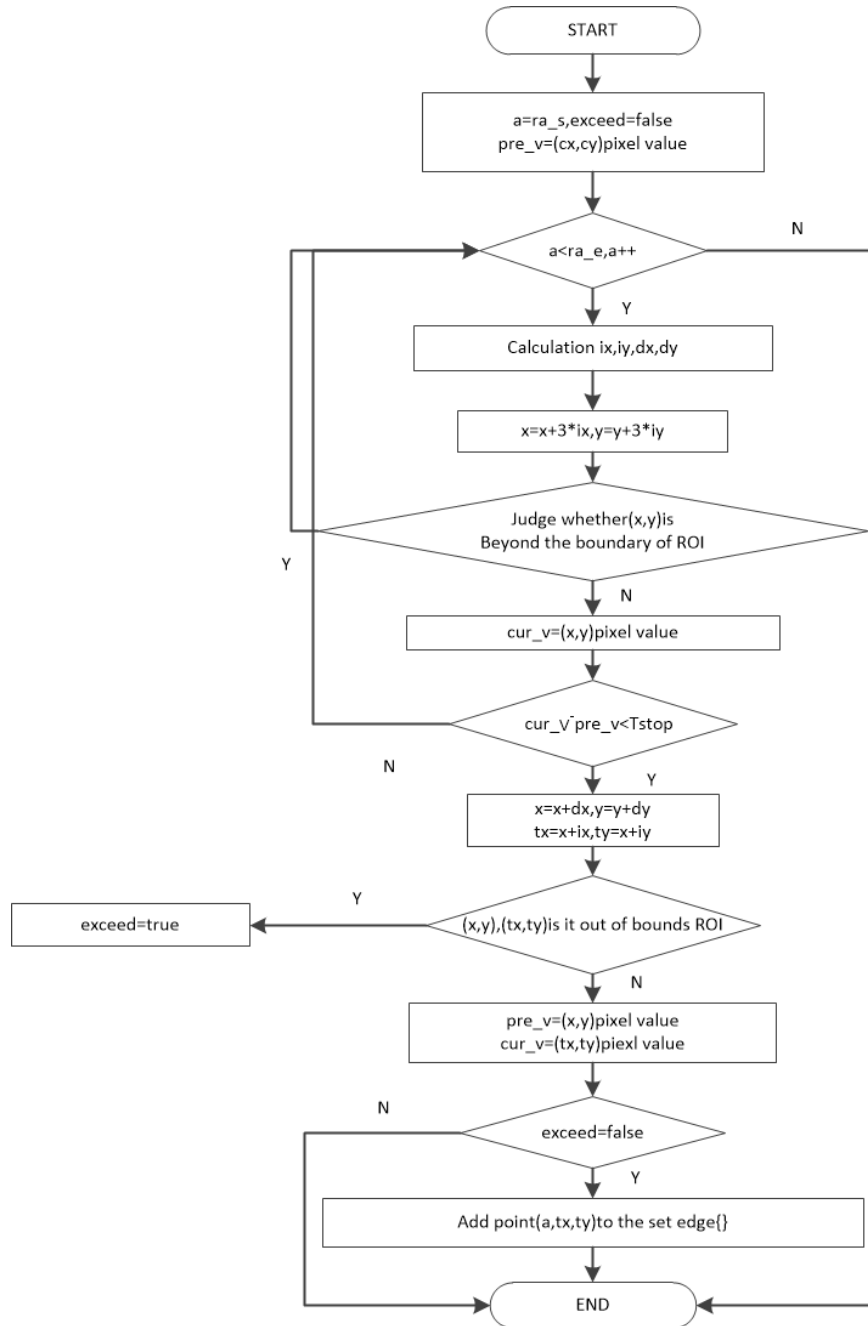 START
a=ra_s,exceed=false
pre_v=(cx,cy)pixel value
N
a<ra_e,a++
Y
Calculation ix,iy,dx,dy
x=x+3*ix,y=y+3*iy
Judge whether(x,y)is
Beyond the boundary of ROI
Y
N
cur_v=(x,y)pixel value
cur_v-pre_v<Tstop
N
Y
x=x+dx,y=y+dy
tx=x+ix,ty=x+iy
Y
exceed=true
(x,y),(tx,ty)is it out of bounds ROI
N
pre_v=(x,y)pixel value
cur_v=(tx,ty)piexl value
N
exceed=false
Y
Add point(a,tx,ty)to the set edge{}
END